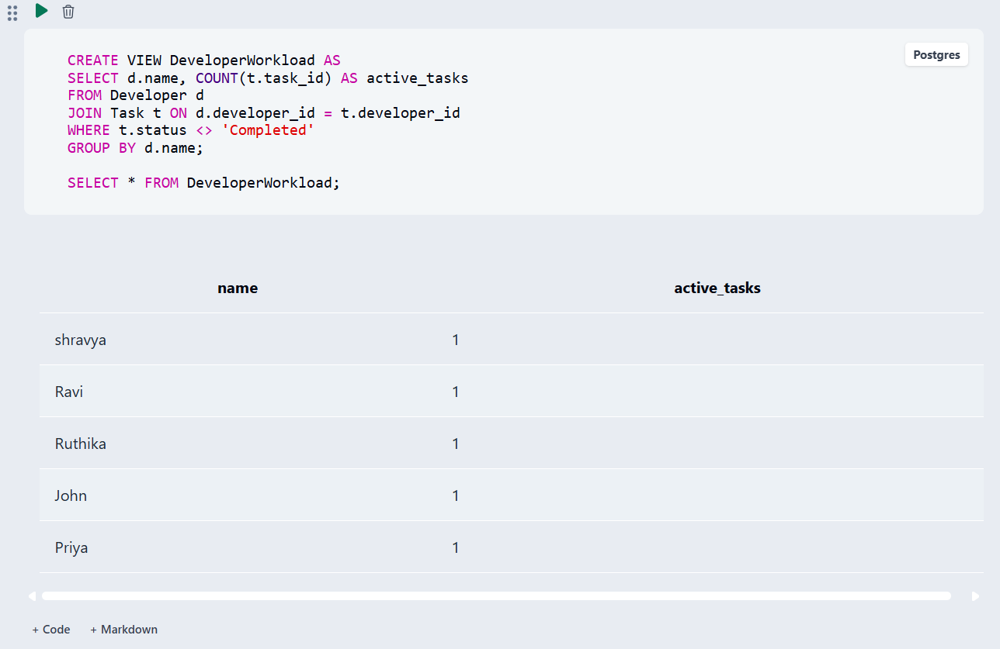 CREATE VIEW DeveloperWorkload AS
Postgres
SELECT d.name, COUNT(t.task_id) AS active_tasks
FROM Developer d
JOIN Task t ON d.developer_id = t.developer_id
WHERE t.status <> 'Completed'
GROUP BY d.name;
SELECT * FROM DeveloperWorkload;
name active_tasks
shravya 1
Ravi 1
Ruthika 1
John 1
Priya 1
+ Code + Markdown